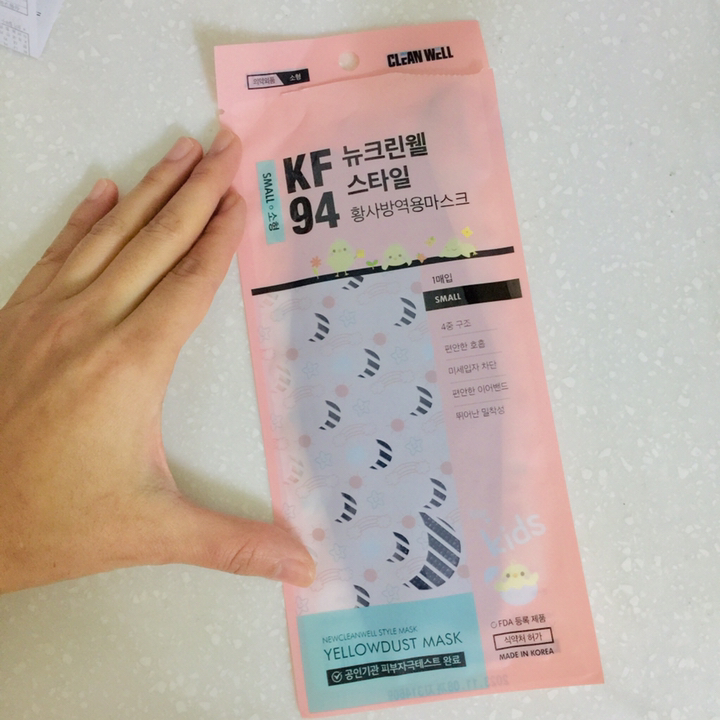 CLEAN WELL
의약외품 소형
SMALL 소형
KF
94
뉴크린웰
스타일
황사방역용마스크
1매입
SMALL
4중 구조
편안한 호흡
미세입자 차단
편안한 이어밴드
뛰어난 밀착성
kids
FDA 등록 제품
식약처 허가
MADE IN KOREA
NEWCLEANWELL STYLE MASK
YELLOWDUST MASK
공인기관 피부자극테스트 완료